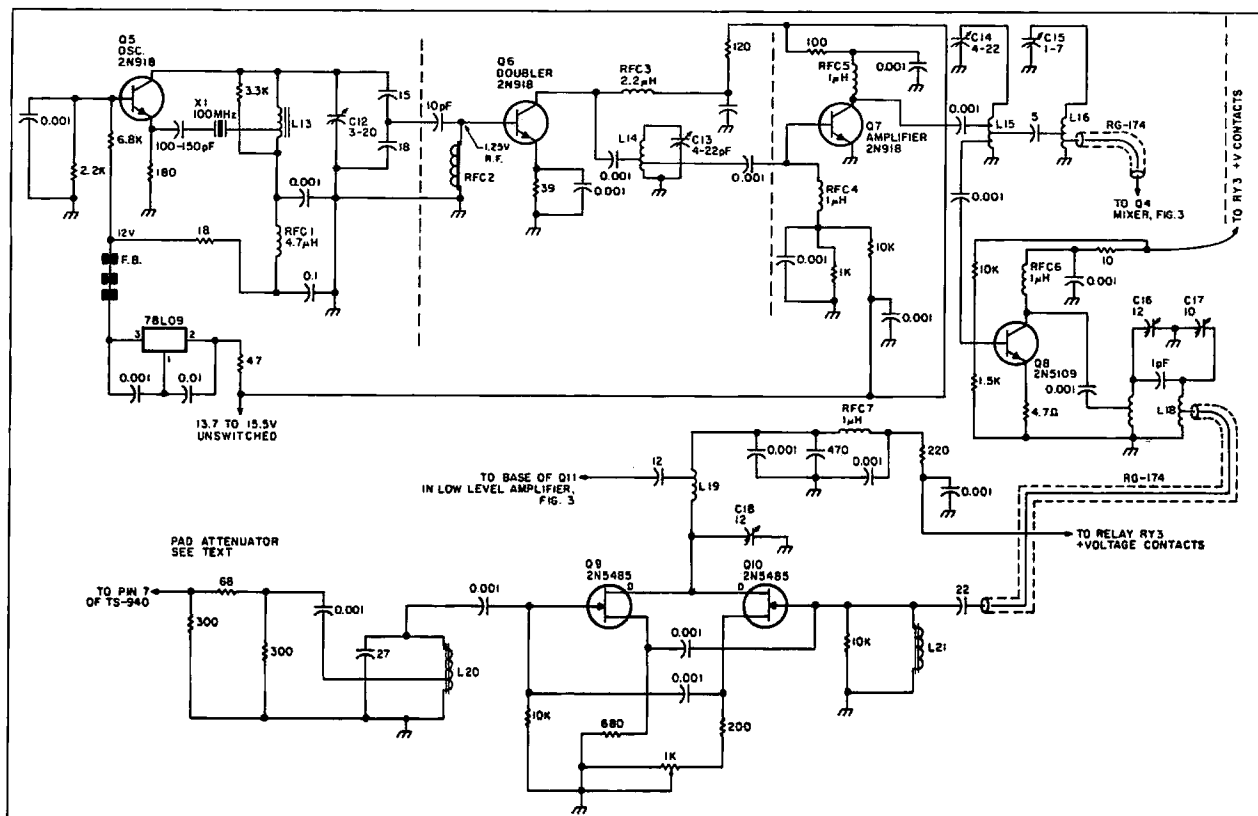 Q5
OSC.
2N918
0.001
2.2K
6.8K
X1
100MHz
100-150pF
180
3.3K
L13
C12
3-20
15
18
0.001
RFC1
4.7µH
0.1
12V
18
F.B.
78L09
3
2
1
0.001
0.01
47
13.7 TO 15.5V
UNSWITCHED
10pF
1.25V
R.F.
RFC2
Q6
DOUBLER
2N918
39
0.001
RFC3
2.2µH
0.001
L14
C13
4-22pF
120
0.001
100
RFC5
1µH
0.001
Q7
AMPLIFIER
2N918
RFC4
1µH
0.001
1K
10K
0.001
C14
4-22
C15
1-7
0.001
L15
5
L16
RG-174
TO Q4
MIXER, FIG.3
TO RY3 +V CONTACTS
0.001
10K
1.5K
RFC6
1µH
10
0.001
Q8
2N5109
4.7Ω
0.001
C16
12
C17
10
1pF
L18
RG-174
RFC7
1µH
0.001
470
0.001
220
0.001
TO RELAY RY3
+VOLTAGE CONTACTS
TO BASE OF Q11
IN LOW LEVEL AMPLIFIER,
FIG. 3
12
L19
C18
12
PAD ATTENUATOR
SEE TEXT
TO PIN 7
OF TS-940
68
300
300
0.001
27
L20
0.001
Q9
2N5485
D
Q10
2N5485
D
0.001
0.001
10K
680
200
1K
10K
L21
22